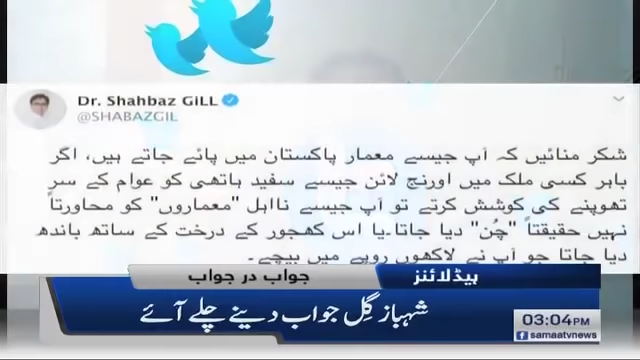 Dr. Shahbaz GiLL
@SHABAZGIL
شکر منائیں کہ آپ جیسے معمار پاکستان میں پائے جاتے ہیں، اگر
باہر کسی ملک میں اورنج لائن جیسے سفید ہاتھی کو عوام کے سر
تھوپنے کی کوشش کرتے تو آپ جیسے نااہل "معماروں" کو محاورتاً
نہیں حقیقتاً "چُن" دیا جاتا۔یا اس کھجور کے درخت کے ساتھ باندھ
دیا جاتا جو آپ نے لاکھوں روپے میں بیچے۔
ہیڈلائنز
جواب در جواب
شہباز گِل جواب دینے چلے آئے
03:04PM
f samaatvnews